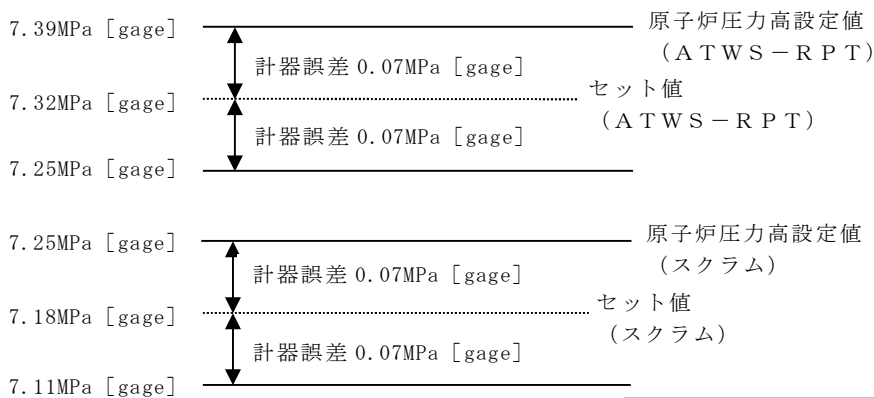 7.39MPa［gage］
原子炉圧力高設定値
（ＡＴＷＳ－ＲＰＴ）
計器誤差 0.07MPa［gage］
7.32MPa［gage］
セット値
（ＡＴＷＳ－ＲＰＴ）
計器誤差 0.07MPa［gage］
7.25MPa［gage］
7.25MPa［gage］
原子炉圧力高設定値
（スクラム）
計器誤差 0.07MPa［gage］
7.18MPa［gage］
セット値
（スクラム）
計器誤差 0.07MPa［gage］
7.11MPa［gage］